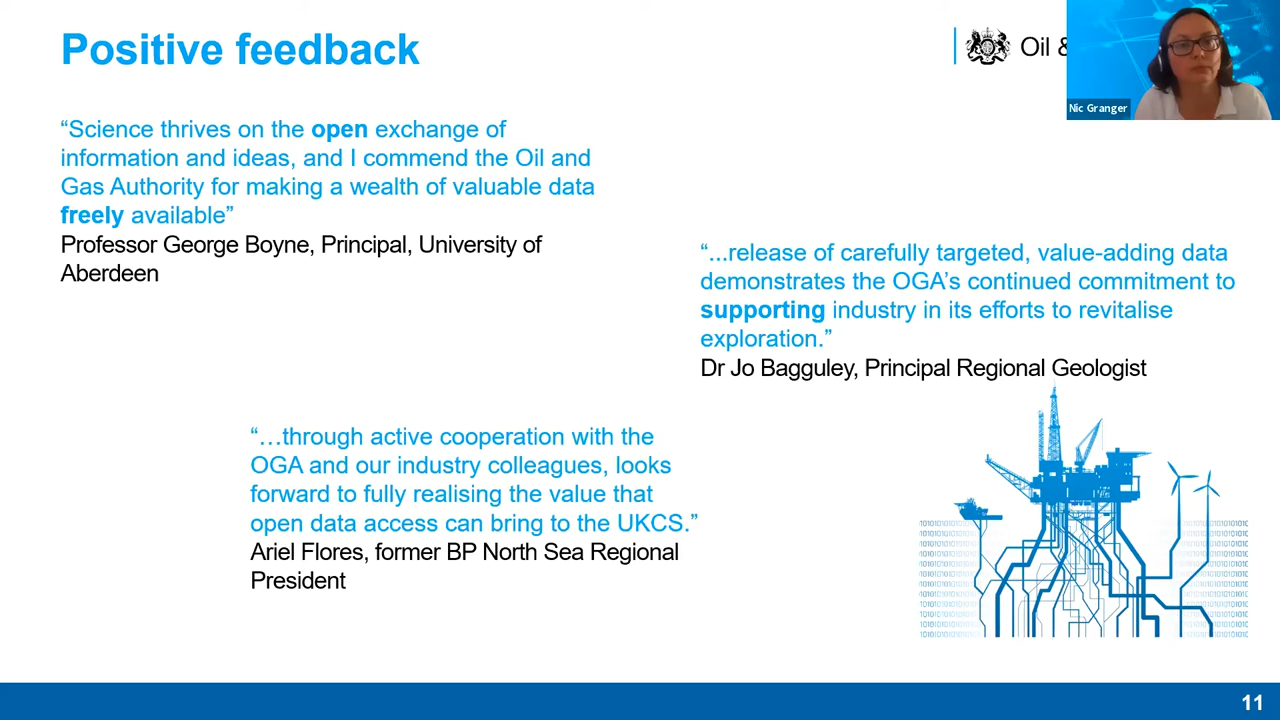 Positive feedback
Oil &
Nic Granger
“Science thrives on the open exchange of
information and ideas, and I commend the Oil and
Gas Authority for making a wealth of valuable data
freely available”
Professor George Boyne, Principal, University of
Aberdeen
“...release of carefully targeted, value-adding data
demonstrates the OGA’s continued commitment to
supporting industry in its efforts to revitalise
exploration.”
Dr Jo Bagguley, Principal Regional Geologist
“…through active cooperation with the
OGA and our industry colleagues, looks
forward to fully realising the value that
open data access can bring to the UKCS.”
Ariel Flores, former BP North Sea Regional
President
11